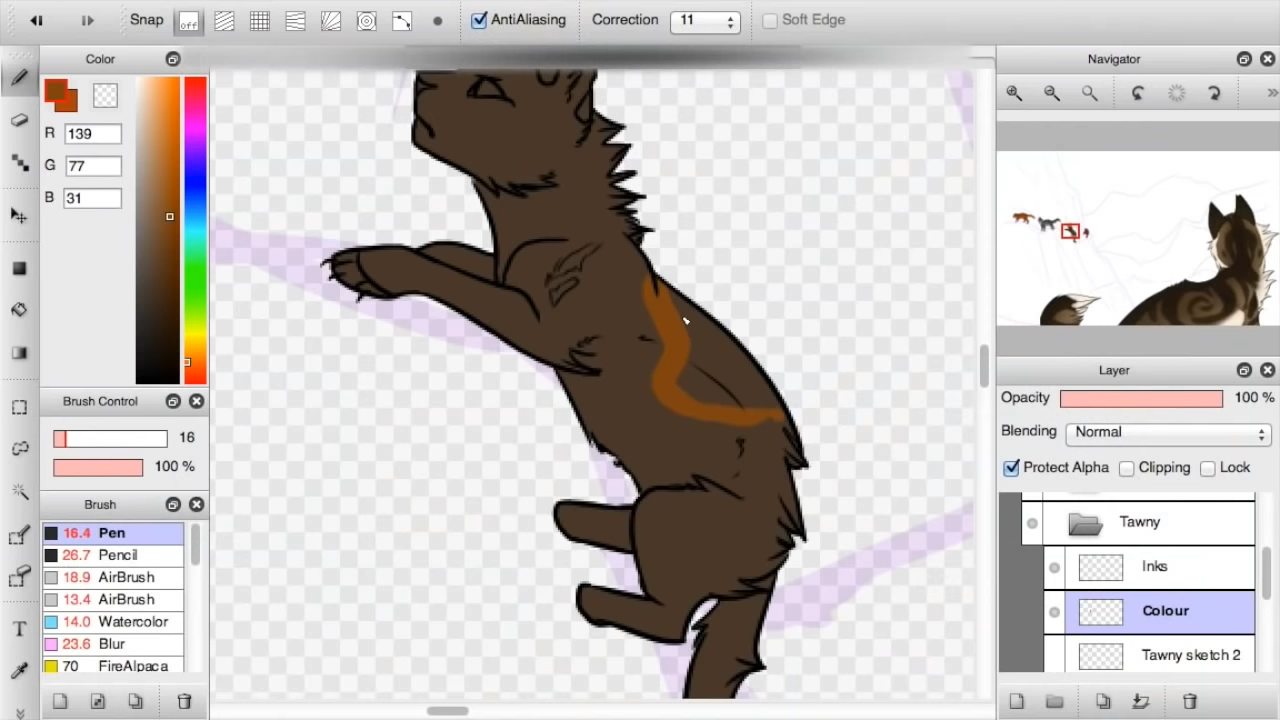 Snap
off
AntiAliasing
Correction
11
Soft Edge
Color
R 139
G 77
B 31
Brush Control
16
100 %
Brush
16.4 Pen
26.7 Pencil
18.9 AirBrush
13.4 AirBrush
14.0 Watercolor
23.6 Blur
70 FireAlpaca
T
Navigator
Layer
Opacity 100 %
Blending Normal
Protect Alpha Clipping Lock
Tawny
Inks
Colour
Tawny sketch 2